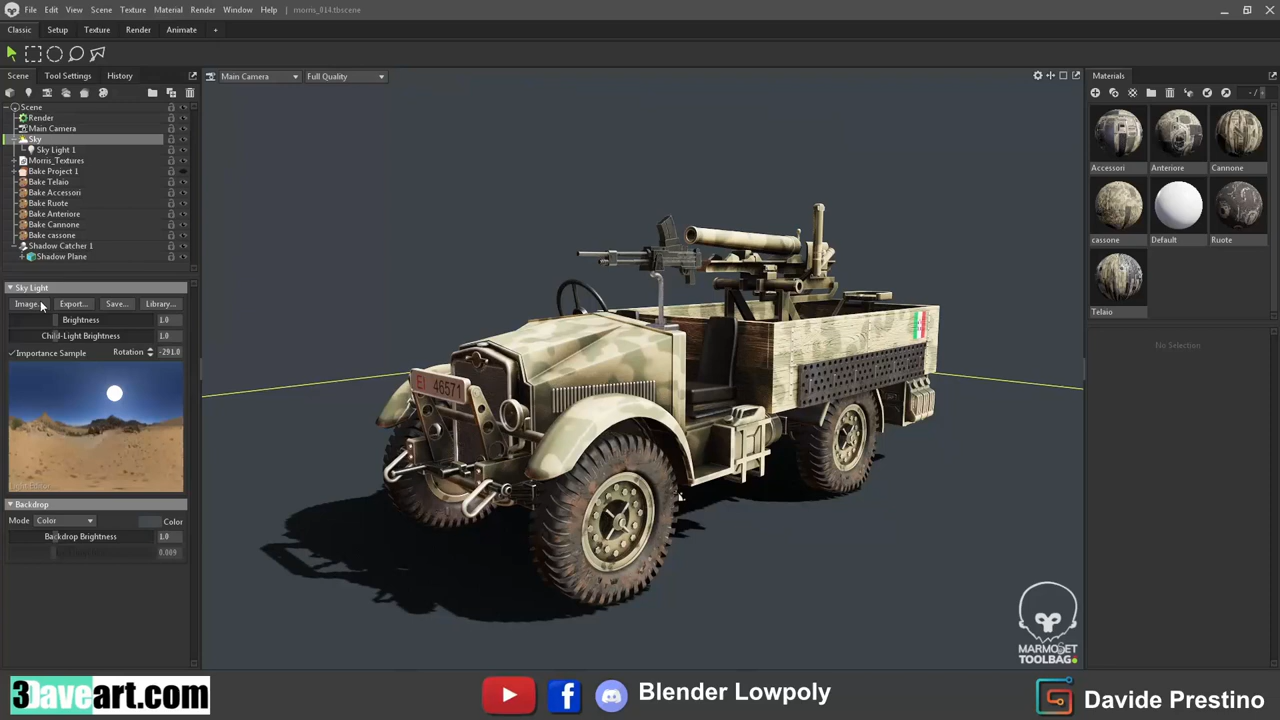 File Edit View Scene Texture Material Render Window Help morris_014.tbscene
Classic Setup Texture Render Animate +
Scene Tool Settings History
Main Camera Full Quality
Materials
Scene
Render
Main Camera
Sky
Sky Light 1
Morris_Textures
Bake Project 1
Bake Telaio
Bake Accessori
Bake Ruote
Bake Anteriore
Bake Cannone
Bake cassone
Shadow Catcher 1
Shadow Plane
Accessori Anteriore Cannone
cassone Default Ruote
Telaio
No Selection
Sky Light
Image... Export... Save... Library...
Brightness 1.0
Child-Light Brightness 1.0
Importance Sample Rotation -291.0
Light Editor
Backdrop
Mode Color Color
Backdrop Brightness 1.0
0.009
EI 46571
MARMOSET
TOOLBAG
3Daveart.com
Blender Lowpoly
Davide Prestino